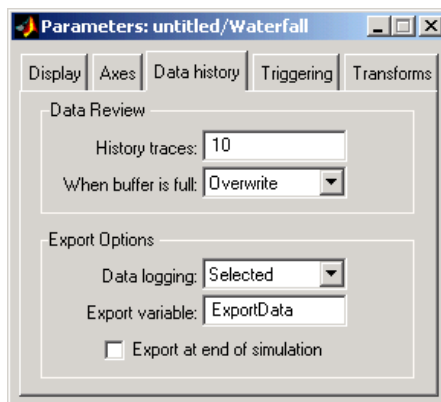 Parameters: untitled/Waterfall
Display Axes Data history Triggering Transforms
Data Review
History traces: 10
When buffer is full: Overwrite
Export Options
Data logging: Selected
Export variable: ExportData
Export at end of simulation